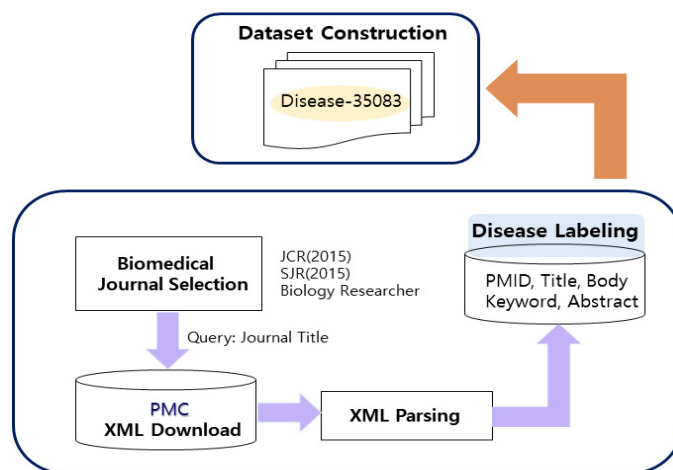 Dataset Construction
Disease-35083
Biomedical
Journal Selection
JCR(2015)
SJR(2015)
Biology Researcher
Disease Labeling
PMID, Title, Body
Keyword, Abstract
Query: Journal Title
PMC
XML Download
XML Parsing